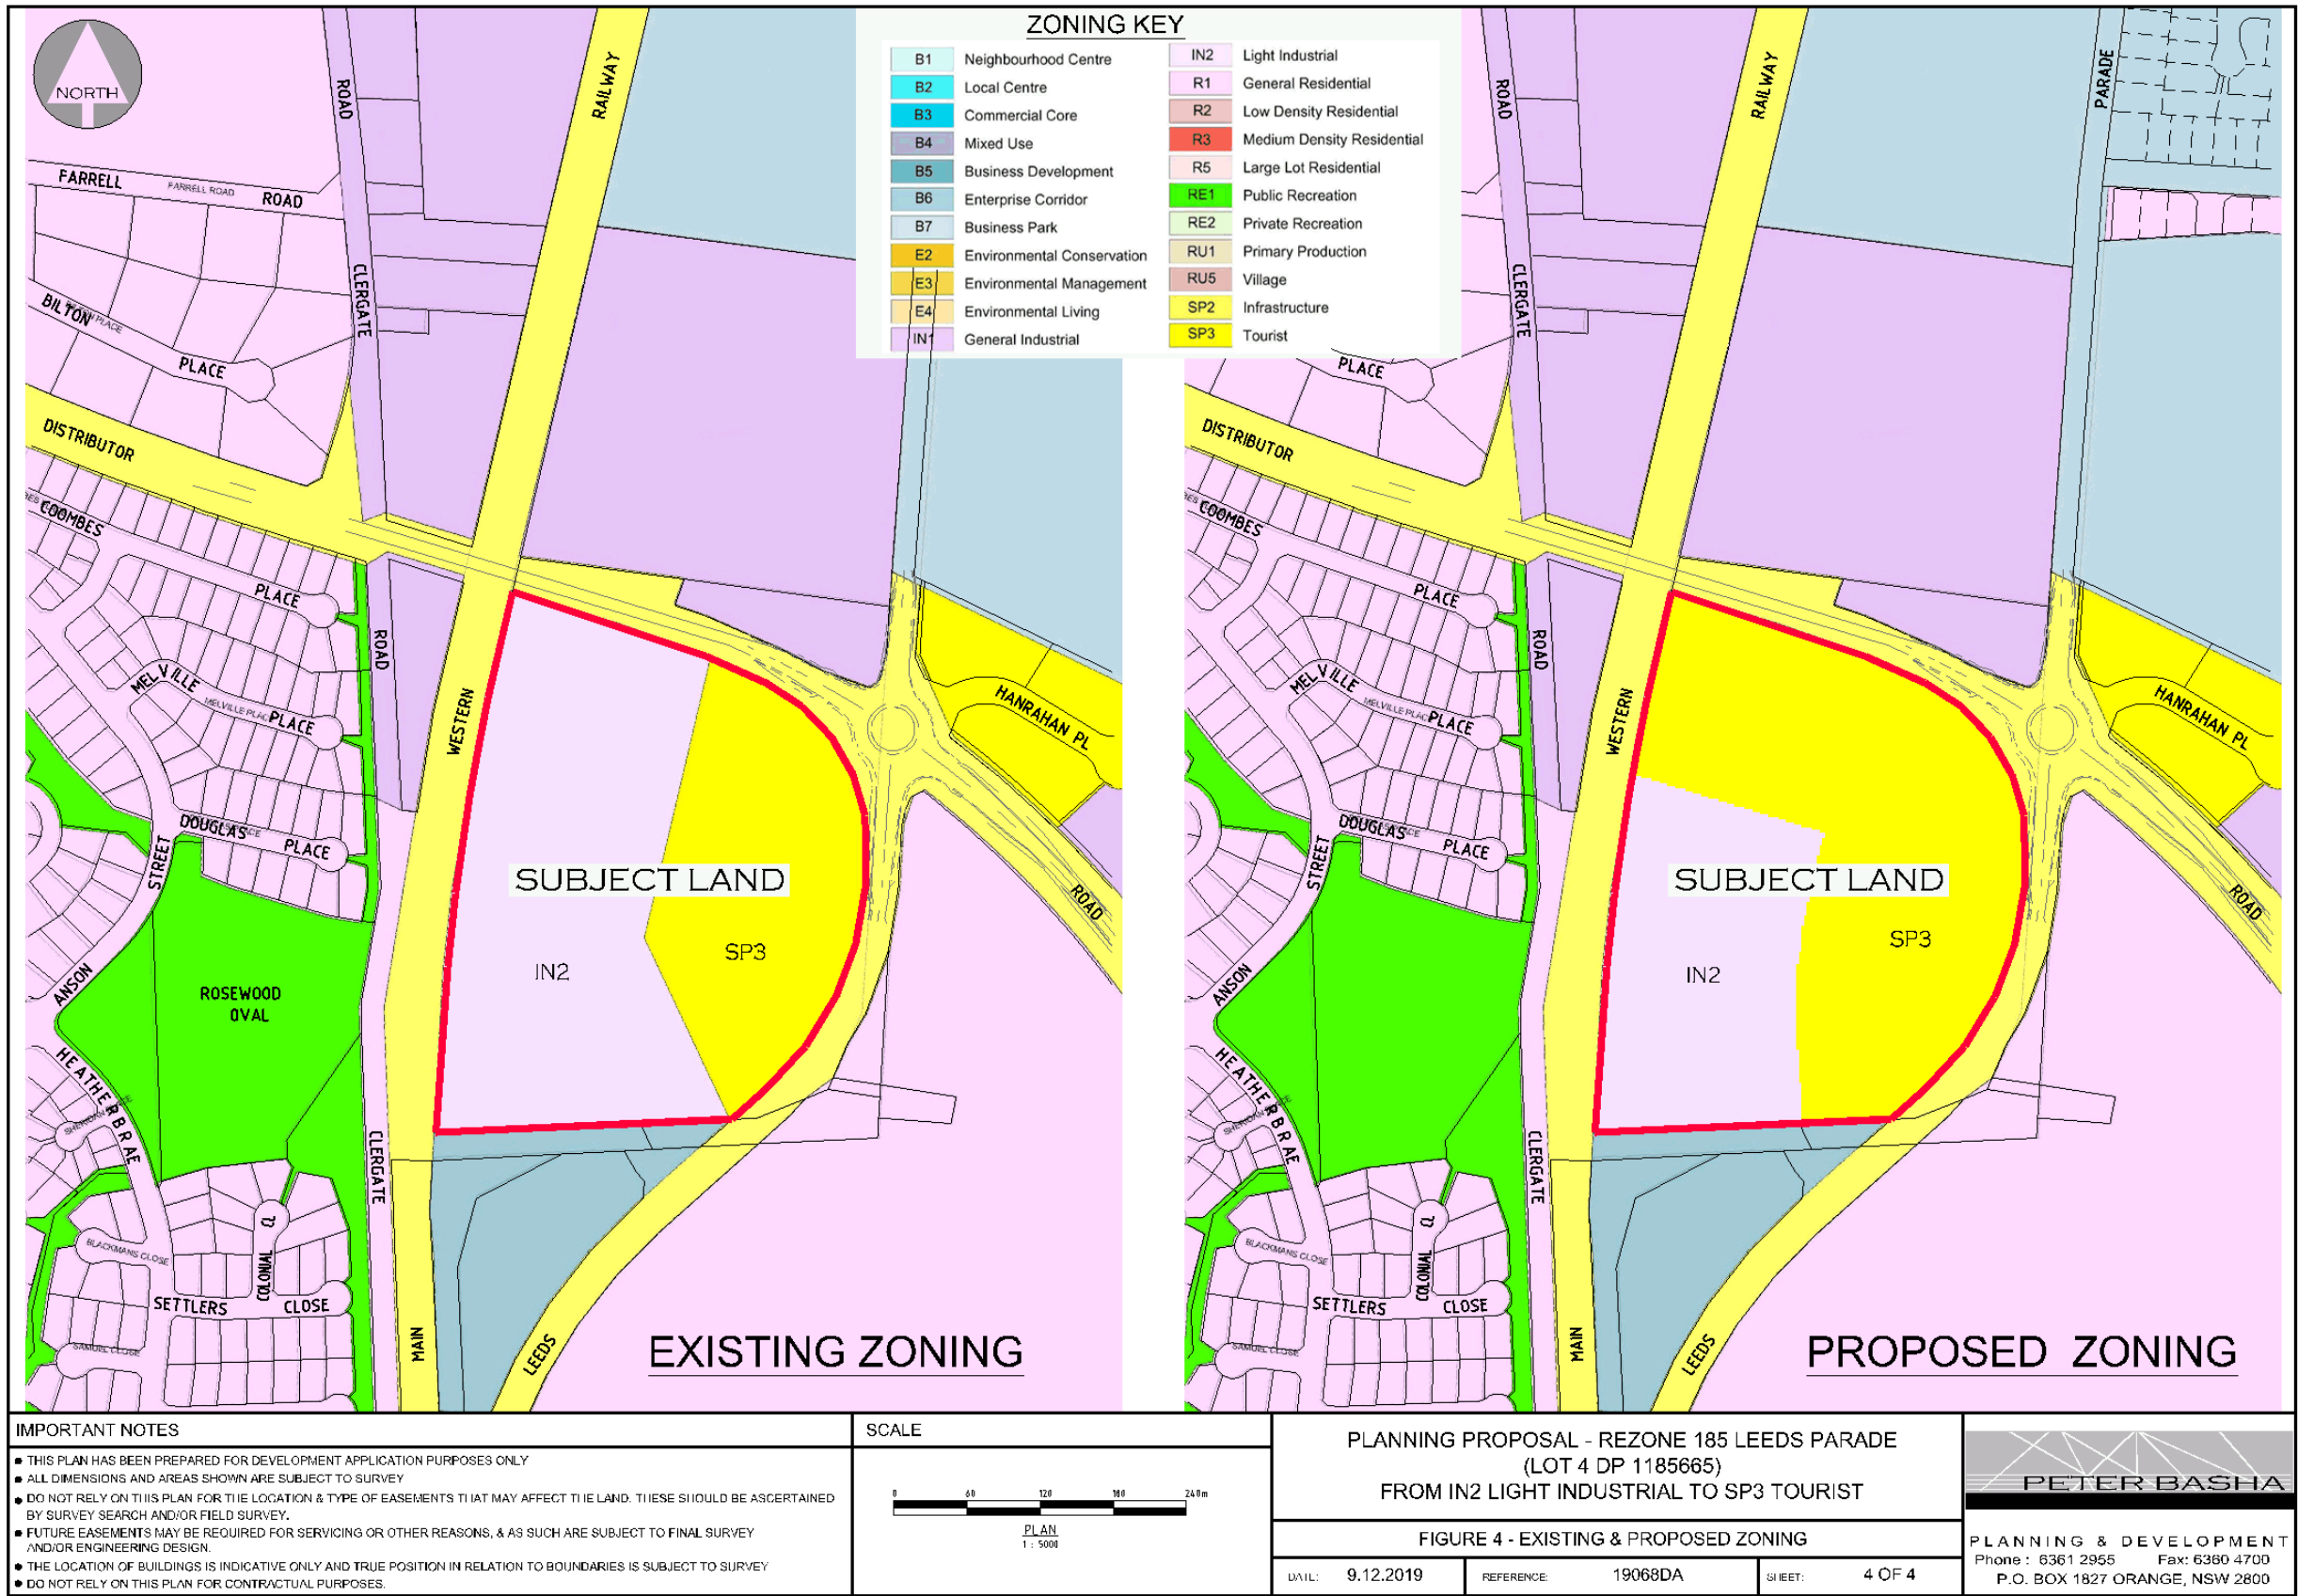 ZONING KEY
B1 Neighbourhood Centre
B2 Local Centre
B3 Commercial Core
B4 Mixed Use
B5 Business Development
B6 Enterprise Corridor
B7 Business Park
E2 Environmental Conservation
E3 Environmental Management
E4 Environmental Living
IN1 General Industrial
IN2 Light Industrial
R1 General Residential
R2 Low Density Residential
R3 Medium Density Residential
R5 Large Lot Residential
RE1 Public Recreation
RE2 Private Recreation
RU1 Primary Production
RU5 Village
SP2 Infrastructure
SP3 Tourist
NORTH
ROAD
RAILWAY
FARRELL
FARRELL ROAD
ROAD
CLERGATE
BILTON
PLACE
PLACE
DISTRIBUTOR
COOMBES
PLACE
ROAD
MELVILLE
MELVILLE PLAC
PLACE
WESTERN
HANRAHAN PL
DOUGLAS
PLACE
STREET
SUBJECT LAND
ROAD
SP3
IN2
ANSON
ROSEWOOD
OVAL
HEATHERBRAE
CLERGATE
BLACKMANS CLOSE
COLONIAL CL
SETTLERS CLOSE
SAMUEL CLOSE
MAIN
LEEDS
EXISTING ZONING
ROAD
RAILWAY
PARADE
CLERGATE
PLACE
DISTRIBUTOR
COOMBES
PLACE
ROAD
MELVILLE
MELVILLE PLAC
PLACE
WESTERN
HANRAHAN PL
DOUGLAS
PLACE
STREET
SUBJECT LAND
ROAD
SP3
IN2
ANSON
HEATHERBRAE
CLERGATE
BLACKMANS CLOSE
COLONIAL CL
SETTLERS CLOSE
SAMUEL CLOSE
MAIN
LEEDS
PROPOSED ZONING
IMPORTANT NOTES
• THIS PLAN HAS BEEN PREPARED FOR DEVELOPMENT APPLICATION PURPOSES ONLY
• ALL DIMENSIONS AND AREAS SHOWN ARE SUBJECT TO SURVEY
• DO NOT RELY ON THIS PLAN FOR THE LOCATION & TYPE OF EASEMENTS THAT MAY AFFECT THE LAND. THESE SHOULD BE ASCERTAINED
BY SURVEY SEARCH AND/OR FIELD SURVEY.
• FUTURE EASEMENTS MAY BE REQUIRED FOR SERVICING OR OTHER REASONS, & AS SUCH ARE SUBJECT TO FINAL SURVEY
AND/OR ENGINEERING DESIGN.
• THE LOCATION OF BUILDINGS IS INDICATIVE ONLY AND TRUE POSITION IN RELATION TO BOUNDARIES IS SUBJECT TO SURVEY
• DO NOT RELY ON THIS PLAN FOR CONTRACTUAL PURPOSES.
SCALE
0 60 120 180 240m
PLAN
1 : 5000
PLANNING PROPOSAL - REZONE 185 LEEDS PARADE
(LOT 4 DP 1185665)
FROM IN2 LIGHT INDUSTRIAL TO SP3 TOURIST
FIGURE 4 - EXISTING & PROPOSED ZONING
DATE: 9.12.2019 REFERENCE: 19068DA SHEET: 4 OF 4
PETER BASHA
PLANNING & DEVELOPMENT
Phone : 6361 2955 Fax: 6360 4700
P.O. BOX 1827 ORANGE, NSW 2800